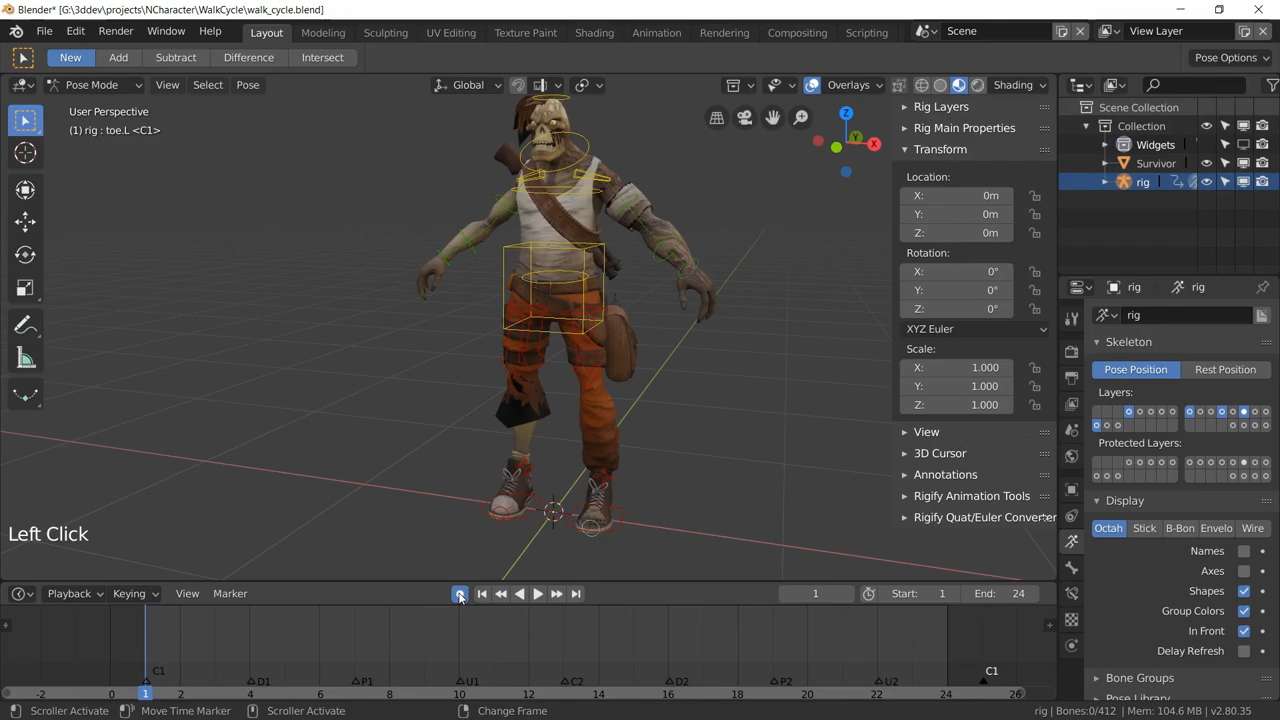 Blender* [G:\3ddev\projects\NCharacter\WalkCycle\walk_cycle.blend]
File Edit Render Window Help Layout Modeling Sculpting UV Editing Texture Paint Shading Animation Rendering Compositing Scripting Scene View Layer
New Add Subtract Difference Intersect Pose Options
Pose Mode View Select Pose Global Overlays Shading
User Perspective
(1) rig : toe.L <C1>
Rig Layers
Rig Main Properties
Transform
Location:
X: 0m
Y: 0m
Z: 0m
Rotation:
X: 0°
Y: 0°
Z: 0°
XYZ Euler
Scale:
X: 1.000
Y: 1.000
Z: 1.000
View
3D Cursor
Annotations
Rigify Animation Tools
Rigify Quat/Euler Converter
Z
Y
X
Scene Collection
Collection
Widgets
Survivor
rig
rig rig
rig
Skeleton
Pose Position Rest Position
Layers:
Protected Layers:
Display
Octah Stick B-Bon Envelo Wire
Names
Axes
Shapes
Group Colors
In Front
Delay Refresh
Bone Groups
Left Click
Playback Keying View Marker 1 Start: 1 End: 24
C1 D1 P1 U1 C2 D2 P2 U2 C1
-2 0 1 2 4 6 8 10 12 14 16 18 20 22 24 26
Scroller Activate Move Time Marker Scroller Activate Change Frame rig | Bones:0/412 | Mem: 104.6 MB | v2.80.35